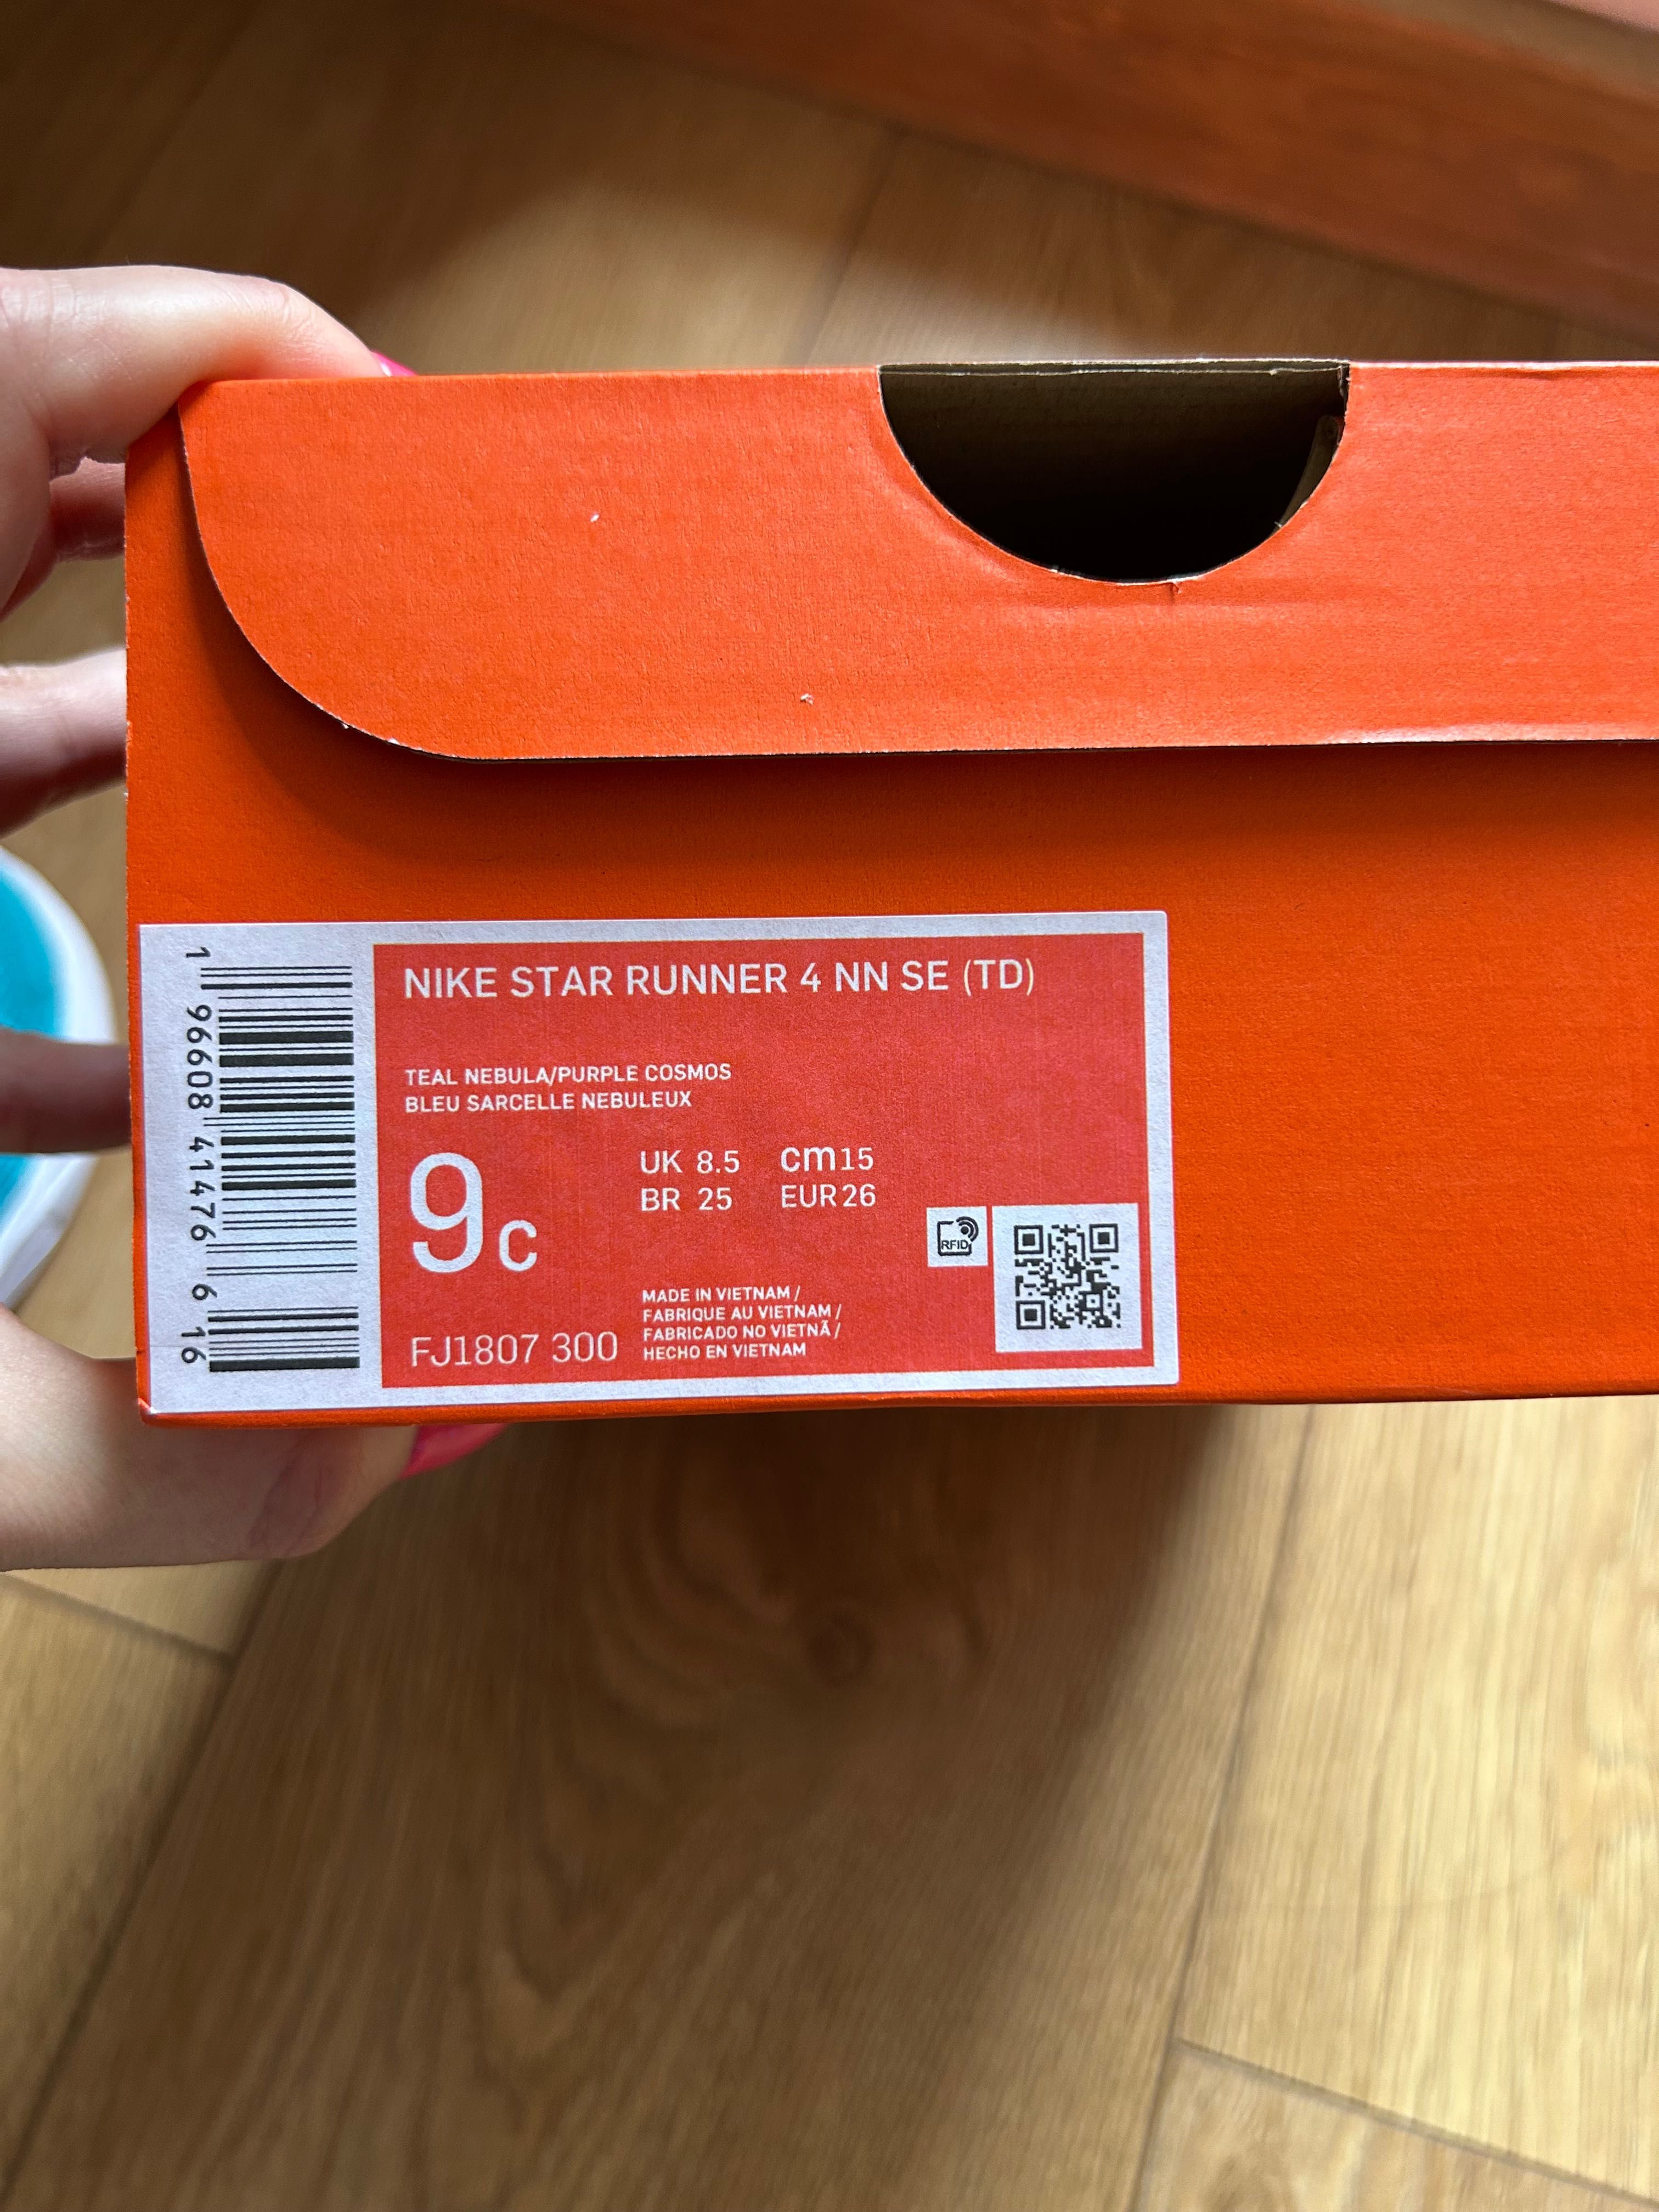 NIKE STAR RUNNER 4 NN SE (TD)
TEAL NEBULA/PURPLE COSMOS
BLEU SARCELLE NEBULEUX
9c
UK 8.5 cm 15
BR 25 EUR 26
RFID
MADE IN VIETNAM /
FABRIQUE AU VIETNAM /
FABRICADO NO VIETNÃ /
HECHO EN VIETNAM
FJ1807 300
1 96608 41476 6 16